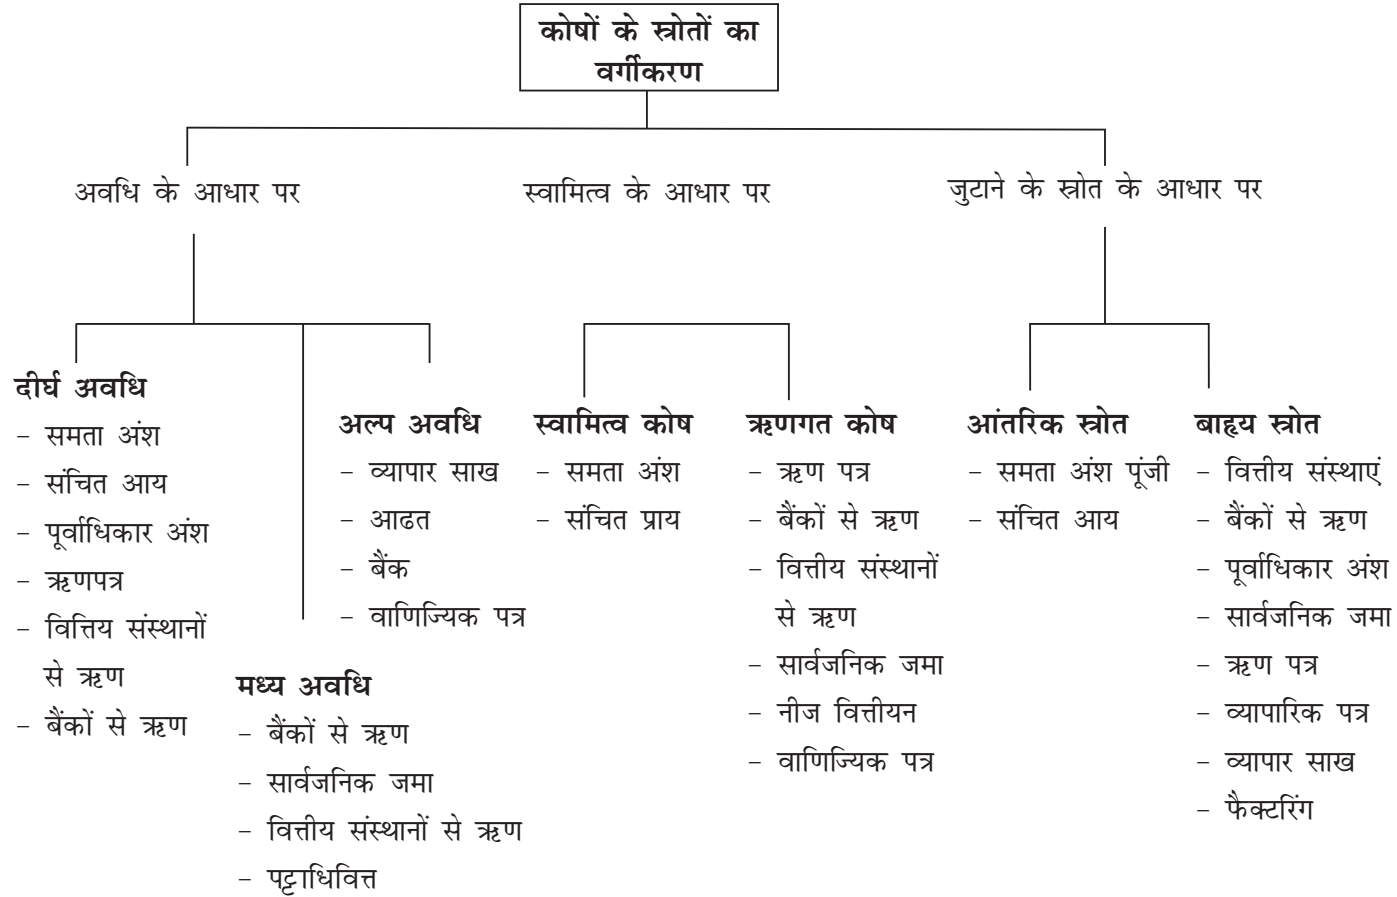 कोषों के स्त्रोतों का
वर्गीकरण
अवधि के आधार पर
स्वामित्व के आधार पर
जुटाने के स्त्रोत के आधार पर
दीर्घ अवधि
– समता अंश
– संचित आय
– पूर्वाधिकार अंश
– ऋणपत्र
– वित्तिय संस्थानों
से ऋण
– बैंकों से ऋण
मध्य अवधि
– बैंकों से ऋण
– सार्वजनिक जमा
– वित्तीय संस्थानों से ऋण
– पट्टाधिवित्त
अल्प अवधि
– व्यापार साख
– आढत
– बैंक
– वाणिज्यिक पत्र
स्वामित्व कोष
– समता अंश
– संचित प्राय
ऋणगत कोष
– ऋण पत्र
– बैंकों से ऋण
– वित्तीय संस्थानों
से ऋण
– सार्वजनिक जमा
– नीज वित्तीयन
– वाणिज्यिक पत्र
आंतरिक स्त्रोत
– समता अंश पूंजी
– संचित आय
बाहृय स्त्रोत
– वित्तीय संस्थाएं
– बैंकों से ऋण
– पूर्वाधिकार अंश
– सार्वजनिक जमा
– ऋण पत्र
– व्यापारिक पत्र
– व्यापार साख
– फैक्टरिंग